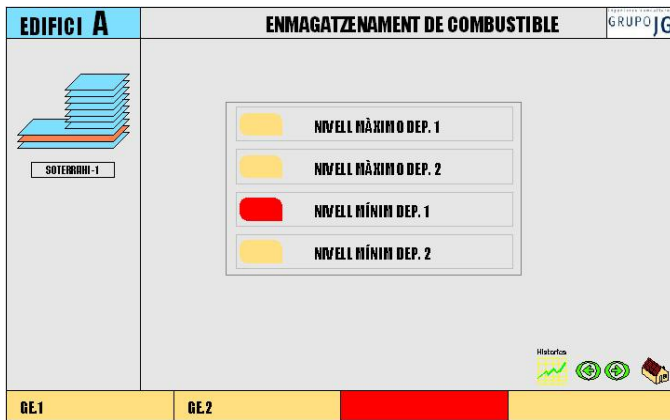 EDIFICI A
ENMAGATZENAMENT DE COMBUSTIBLE
GRUPO JG
NIVELL MÀXIMO DEP. 1
NIVELL MÀXIMO DEP. 2
SOTERRANI -1
NIVELL MÍNIM DEP. 1
NIVELL MÍNIM DEP. 2
Historics
GE.1
GE.2